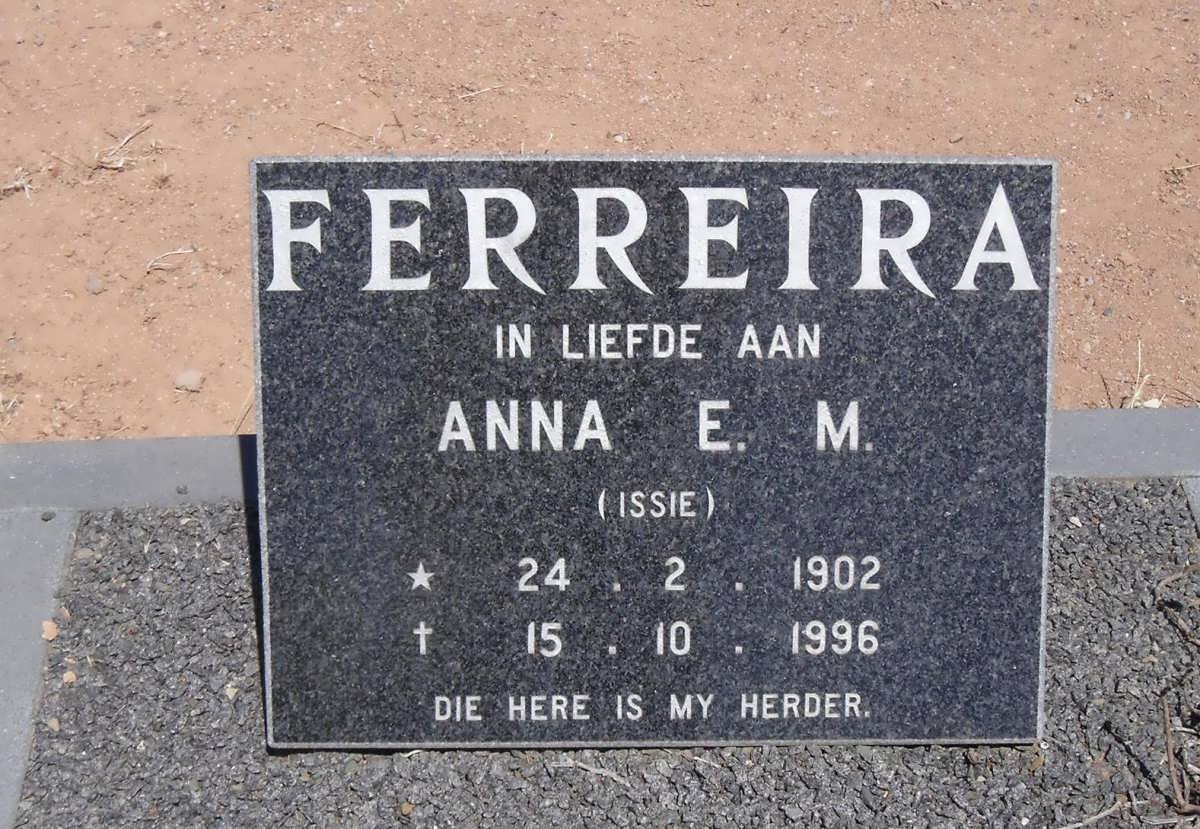 FERREIRA
IN LIEFDE AAN
ANNA E. M.
(ISSIE)
★ 24 . 2 . 1902
† 15 . 10 . 1996
DIE HERE IS MY HERDER.